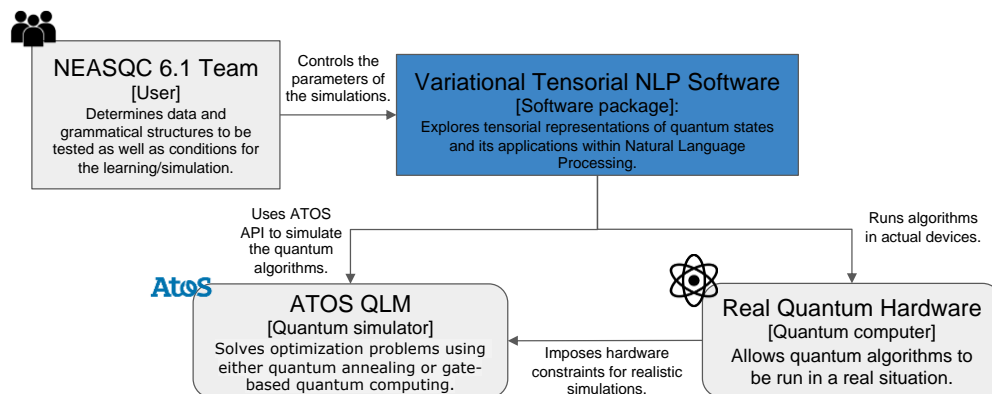 NEASQC 6.1 Team
[User]
Determines data and
grammatical structures to be
tested as well as conditions for
the learning/simulation.
Controls the
parameters of
the simulations.
Variational Tensorial NLP Software
[Software package]:
Explores tensorial representations of quantum states
and its applications within Natural Language
Processing.
Uses ATOS
API to simulate
the quantum
algorithms.
Runs algorithms
in actual devices.
Atos
ATOS QLM
[Quantum simulator]
Solves optimization problems using
either quantum annealing or gate-
based quantum computing.
Imposes hardware
constraints for realistic
simulations.
Real Quantum Hardware
[Quantum computer]
Allows quantum algorithms to
be run in a real situation.